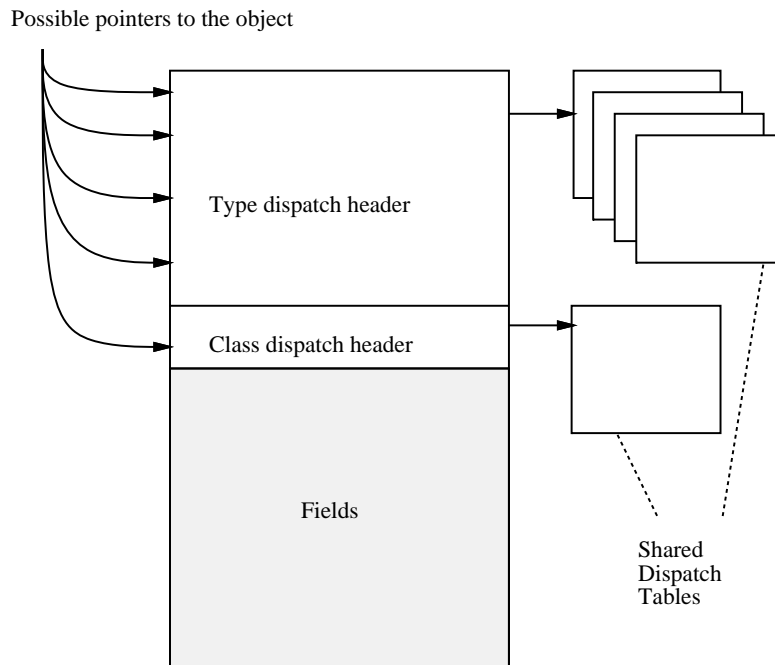 Possible pointers to the object
Type dispatch header
Class dispatch header
Fields
Shared
Dispatch
Tables